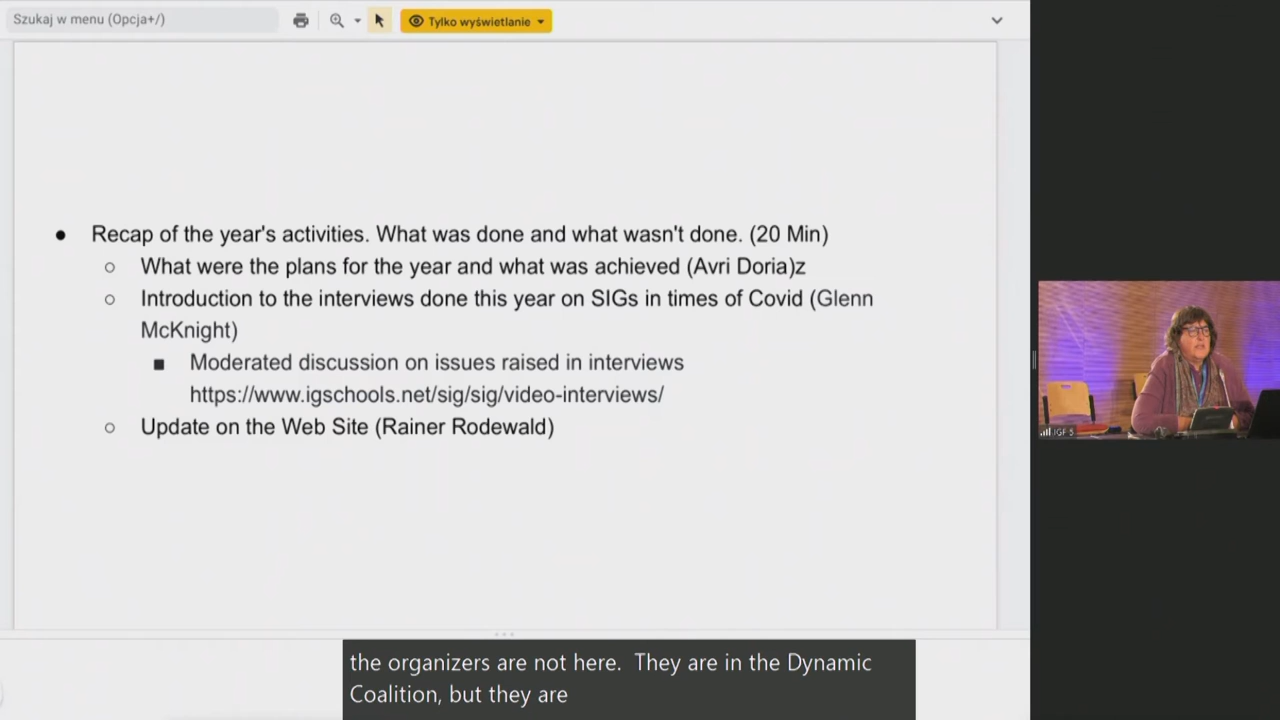 Szukaj w menu (Opcja+/)
Tylko wyświetlanie
● Recap of the year's activities. What was done and what wasn't done. (20 Min)
○ What were the plans for the year and what was achieved (Avri Doria)z
○ Introduction to the interviews done this year on SIGs in times of Covid (Glenn
McKnight)
■ Moderated discussion on issues raised in interviews
https://www.igschools.net/sig/sig/video-interviews/
○ Update on the Web Site (Rainer Rodewald)
IGF 5
the organizers are not here.  They are in the Dynamic
Coalition, but they are